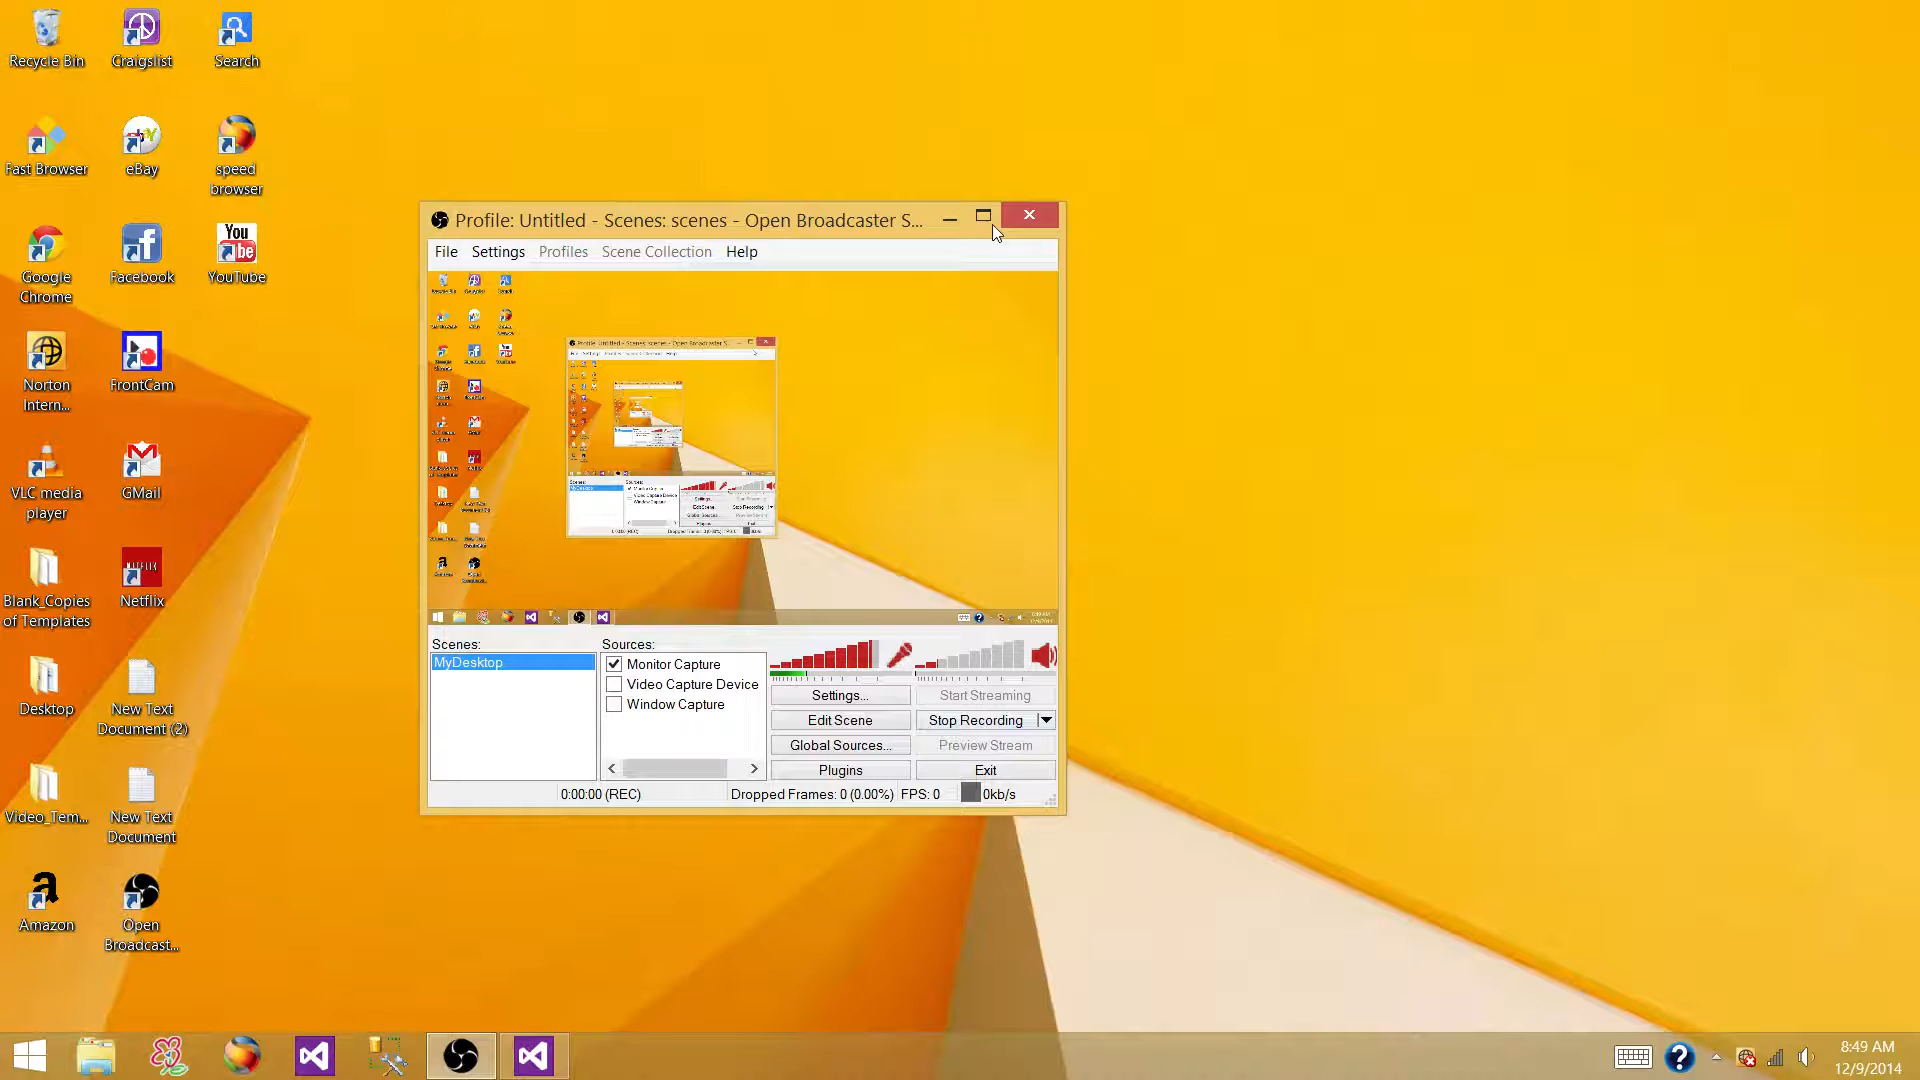 Recycle Bin
Craigslist
Search
Fast Browser
eBay
speed
browser
Google
Chrome
Facebook
You
Tube
YouTube
Norton
Intern...
FrontCam
VLC media
player
GMail
Blank_Copies
of Templates
NETFLIX
Netflix
Desktop
New Text
Document (2)
Video_Tem...
New Text
Document
a
Amazon
Open
Broadcast...
Profile: Untitled - Scenes: scenes - Open Broadcaster S...
File Settings Profiles Scene Collection Help
Scenes:
MyDesktop
Sources:
Monitor Capture
Video Capture Device
Window Capture
Settings...
Start Streaming
Edit Scene
Stop Recording
Global Sources...
Preview Stream
Plugins
Exit
0:00:00 (REC)
Dropped Frames: 0 (0.00%)
FPS: 0
0kb/s
8:49 AM
12/9/2014